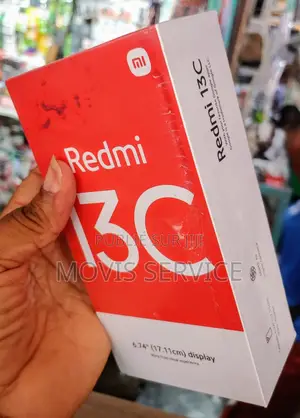 mi
Redmi
13C
6.74" (17.11cm) display
Redmi 13C
MOVIS SERVICE